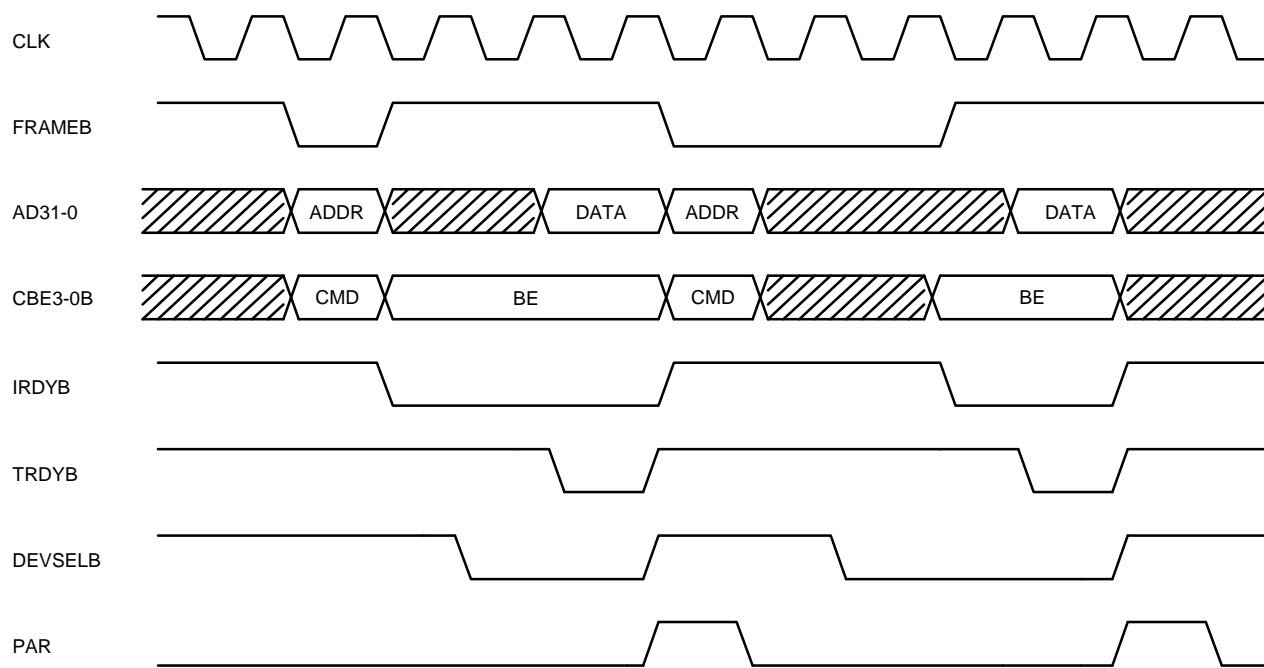 CLK
FRAMEB
AD31-0 ADDR DATA ADDR DATA
CBE3-0B CMD BE CMD BE
IRDYB
TRDYB
DEVSELB
PAR